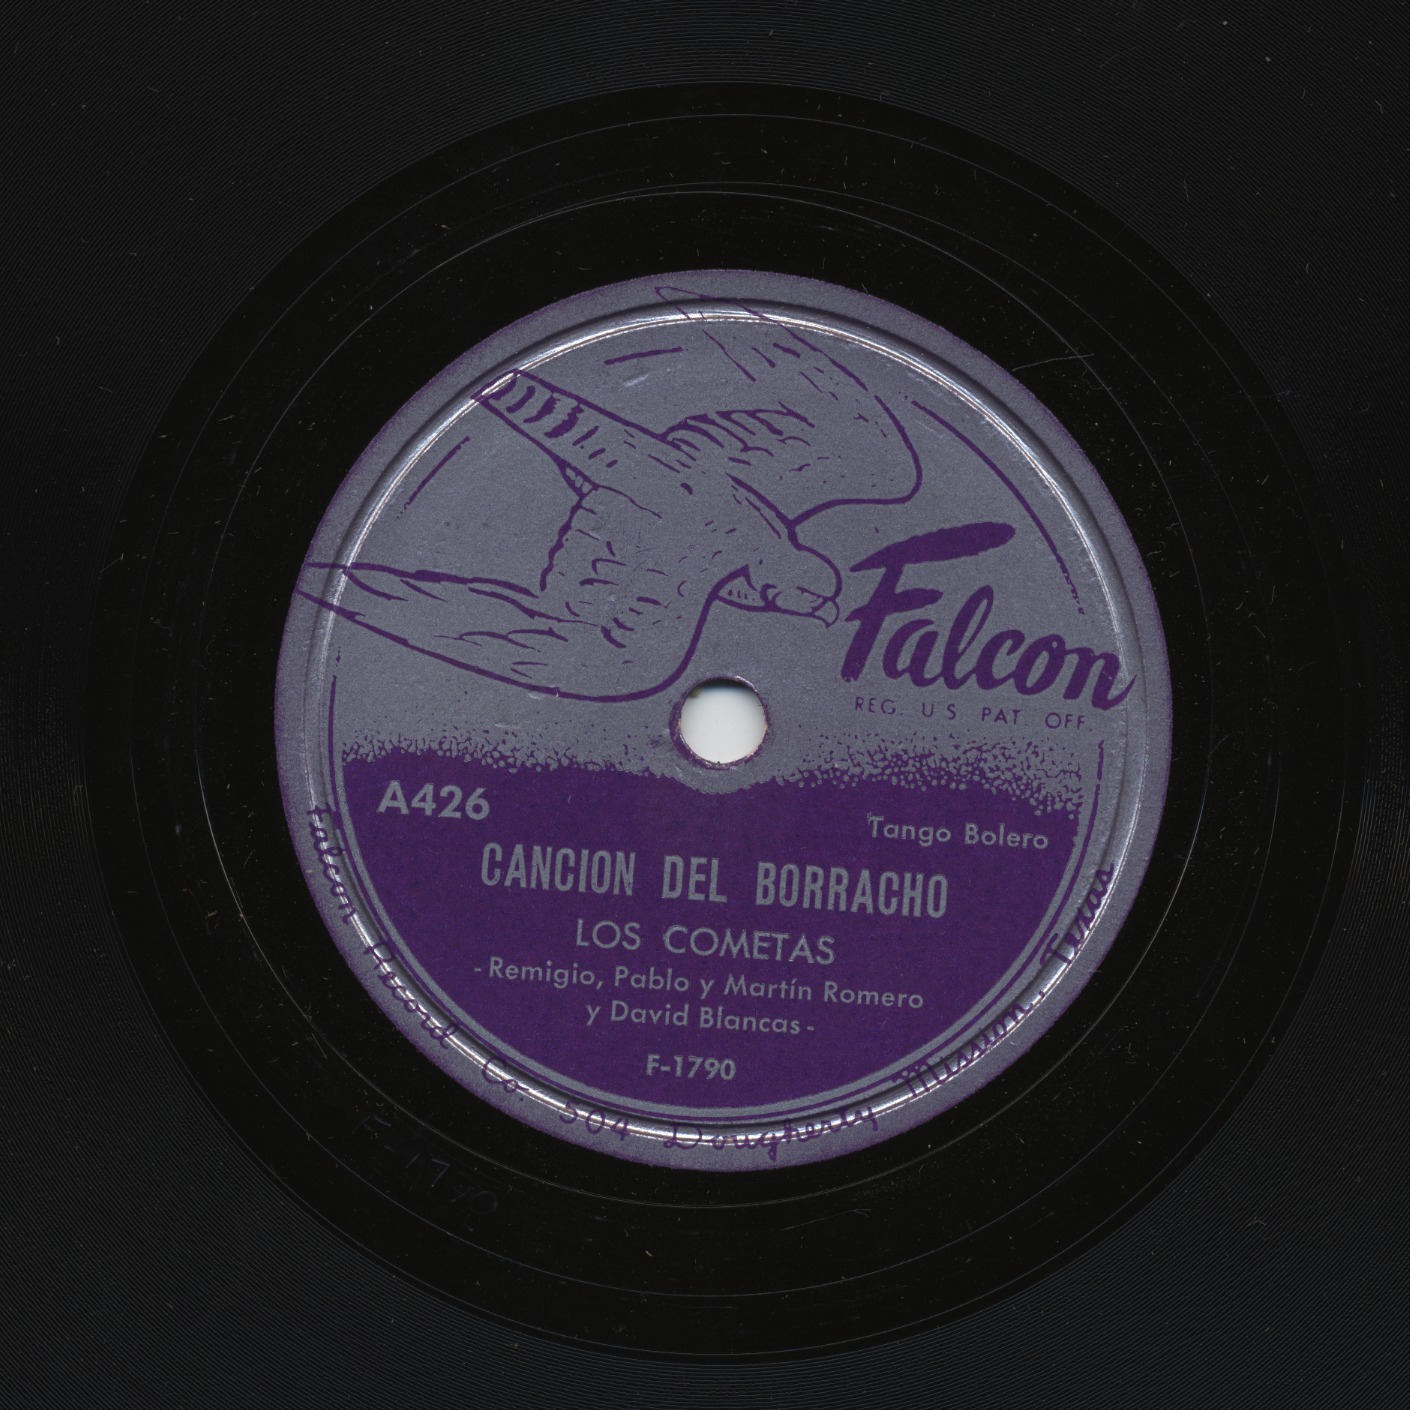 Falcon
REG. U S. PAT. OFF.
A426
Tango Bolero
CANCION DEL BORRACHO
LOS COMETAS
- Remigio, Pablo y Martín Romero
y David Blancas -
F-1790
Falcon Record Co. 504 Dougherty Mission, Texas
F-1790